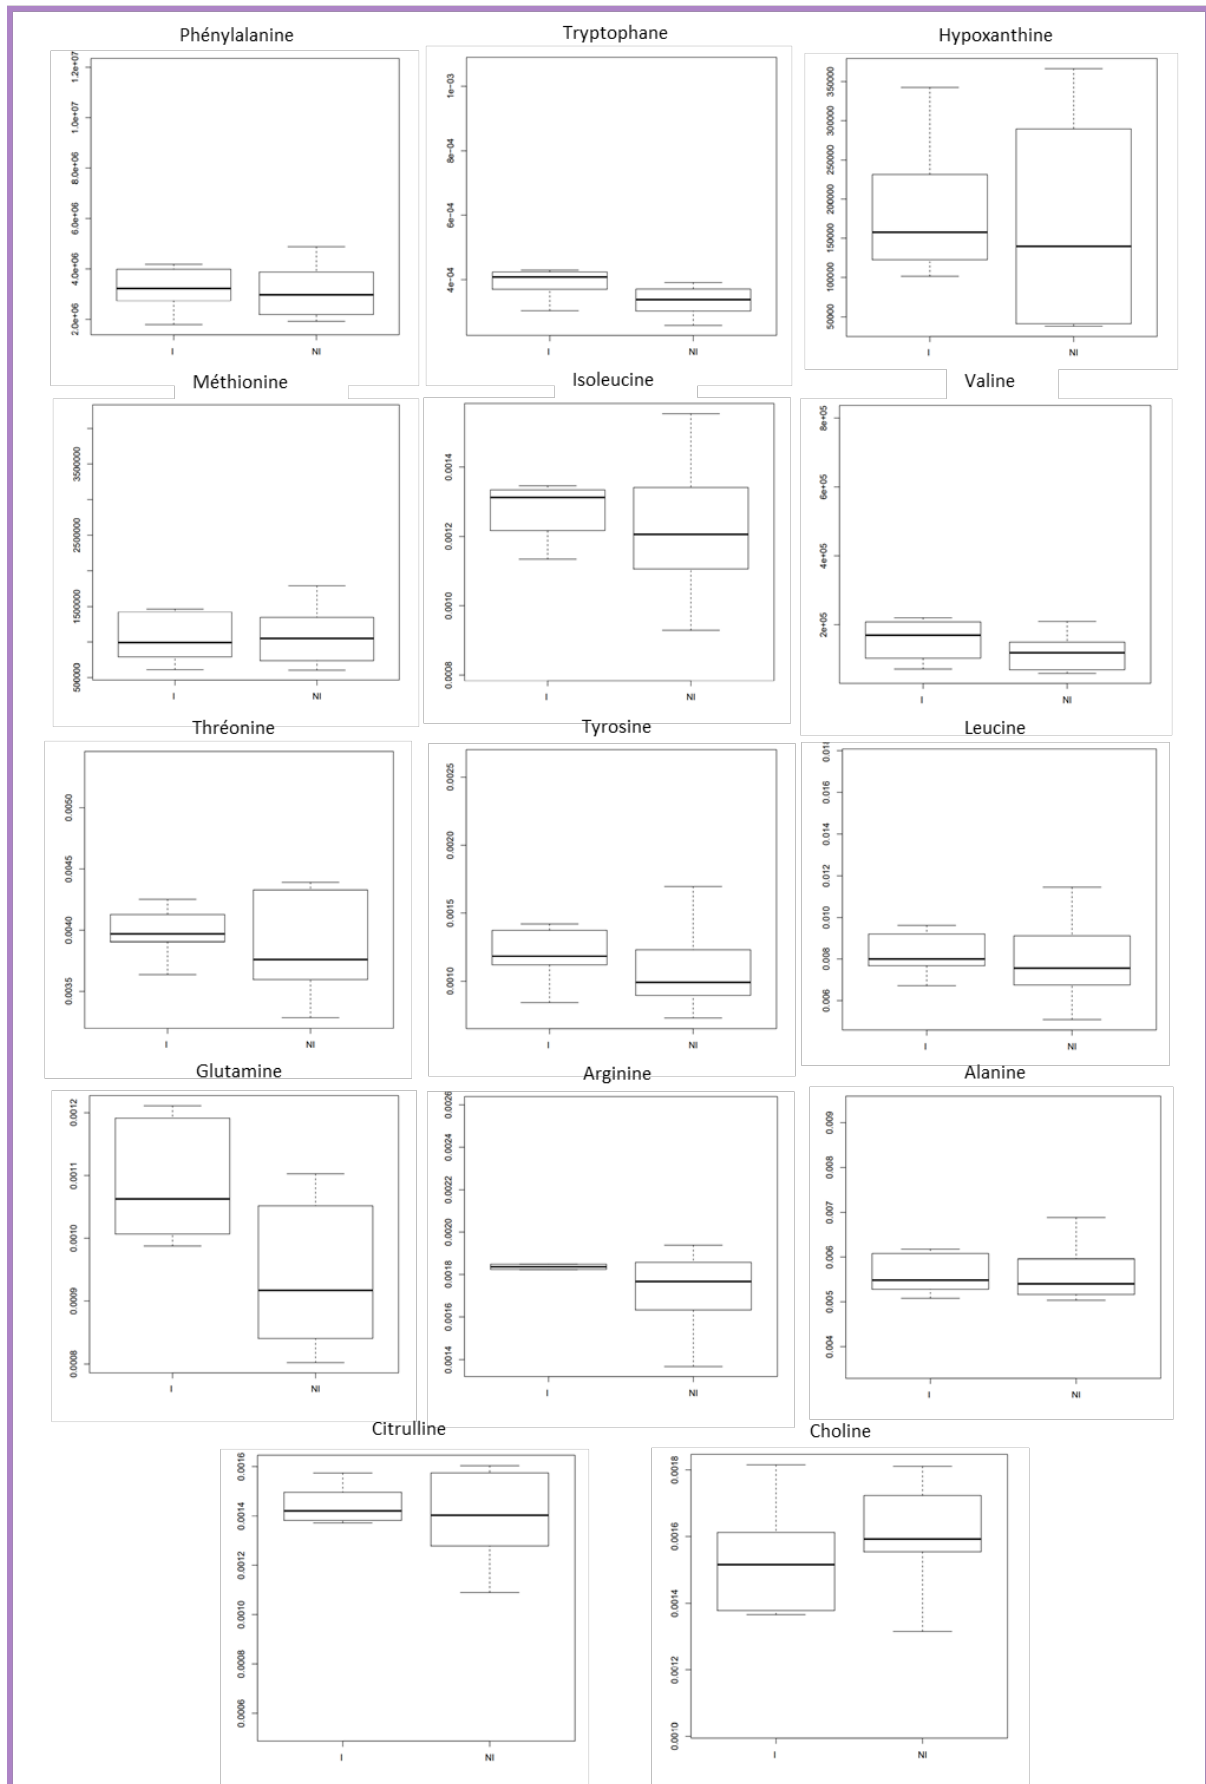 Phénylalanine
Tryptophane
Hypoxanthine
1.2e+07
1.0e+07
8.0e+06
6.0e+06
4.0e+06
2.0e+06
I NI
1e-03
8e-04
6e-04
4e-04
I NI
350000
300000
250000
200000
150000
100000
50000
I NI
Méthionine
Isoleucine
Valine
3500000
2500000
1500000
500000
I NI
0.0014
0.0012
0.0010
0.0008
I NI
8e+05
6e+05
4e+05
2e+05
I NI
Thréonine
Tyrosine
Leucine
0.0050
0.0045
0.0040
0.0035
I NI
0.0025
0.0020
0.0015
0.0010
I NI
0.016
0.014
0.012
0.010
0.008
0.006
I NI
Glutamine
Arginine
Alanine
0.0012
0.0011
0.0010
0.0009
0.0008
I NI
0.0026
0.0024
0.0022
0.0020
0.0018
0.0016
0.0014
I NI
0.009
0.008
0.007
0.006
0.005
0.004
I NI
Citrulline
Choline
0.0016
0.0014
0.0012
0.0010
0.0008
0.0006
I NI
0.0018
0.0016
0.0014
0.0012
0.0010
I NI